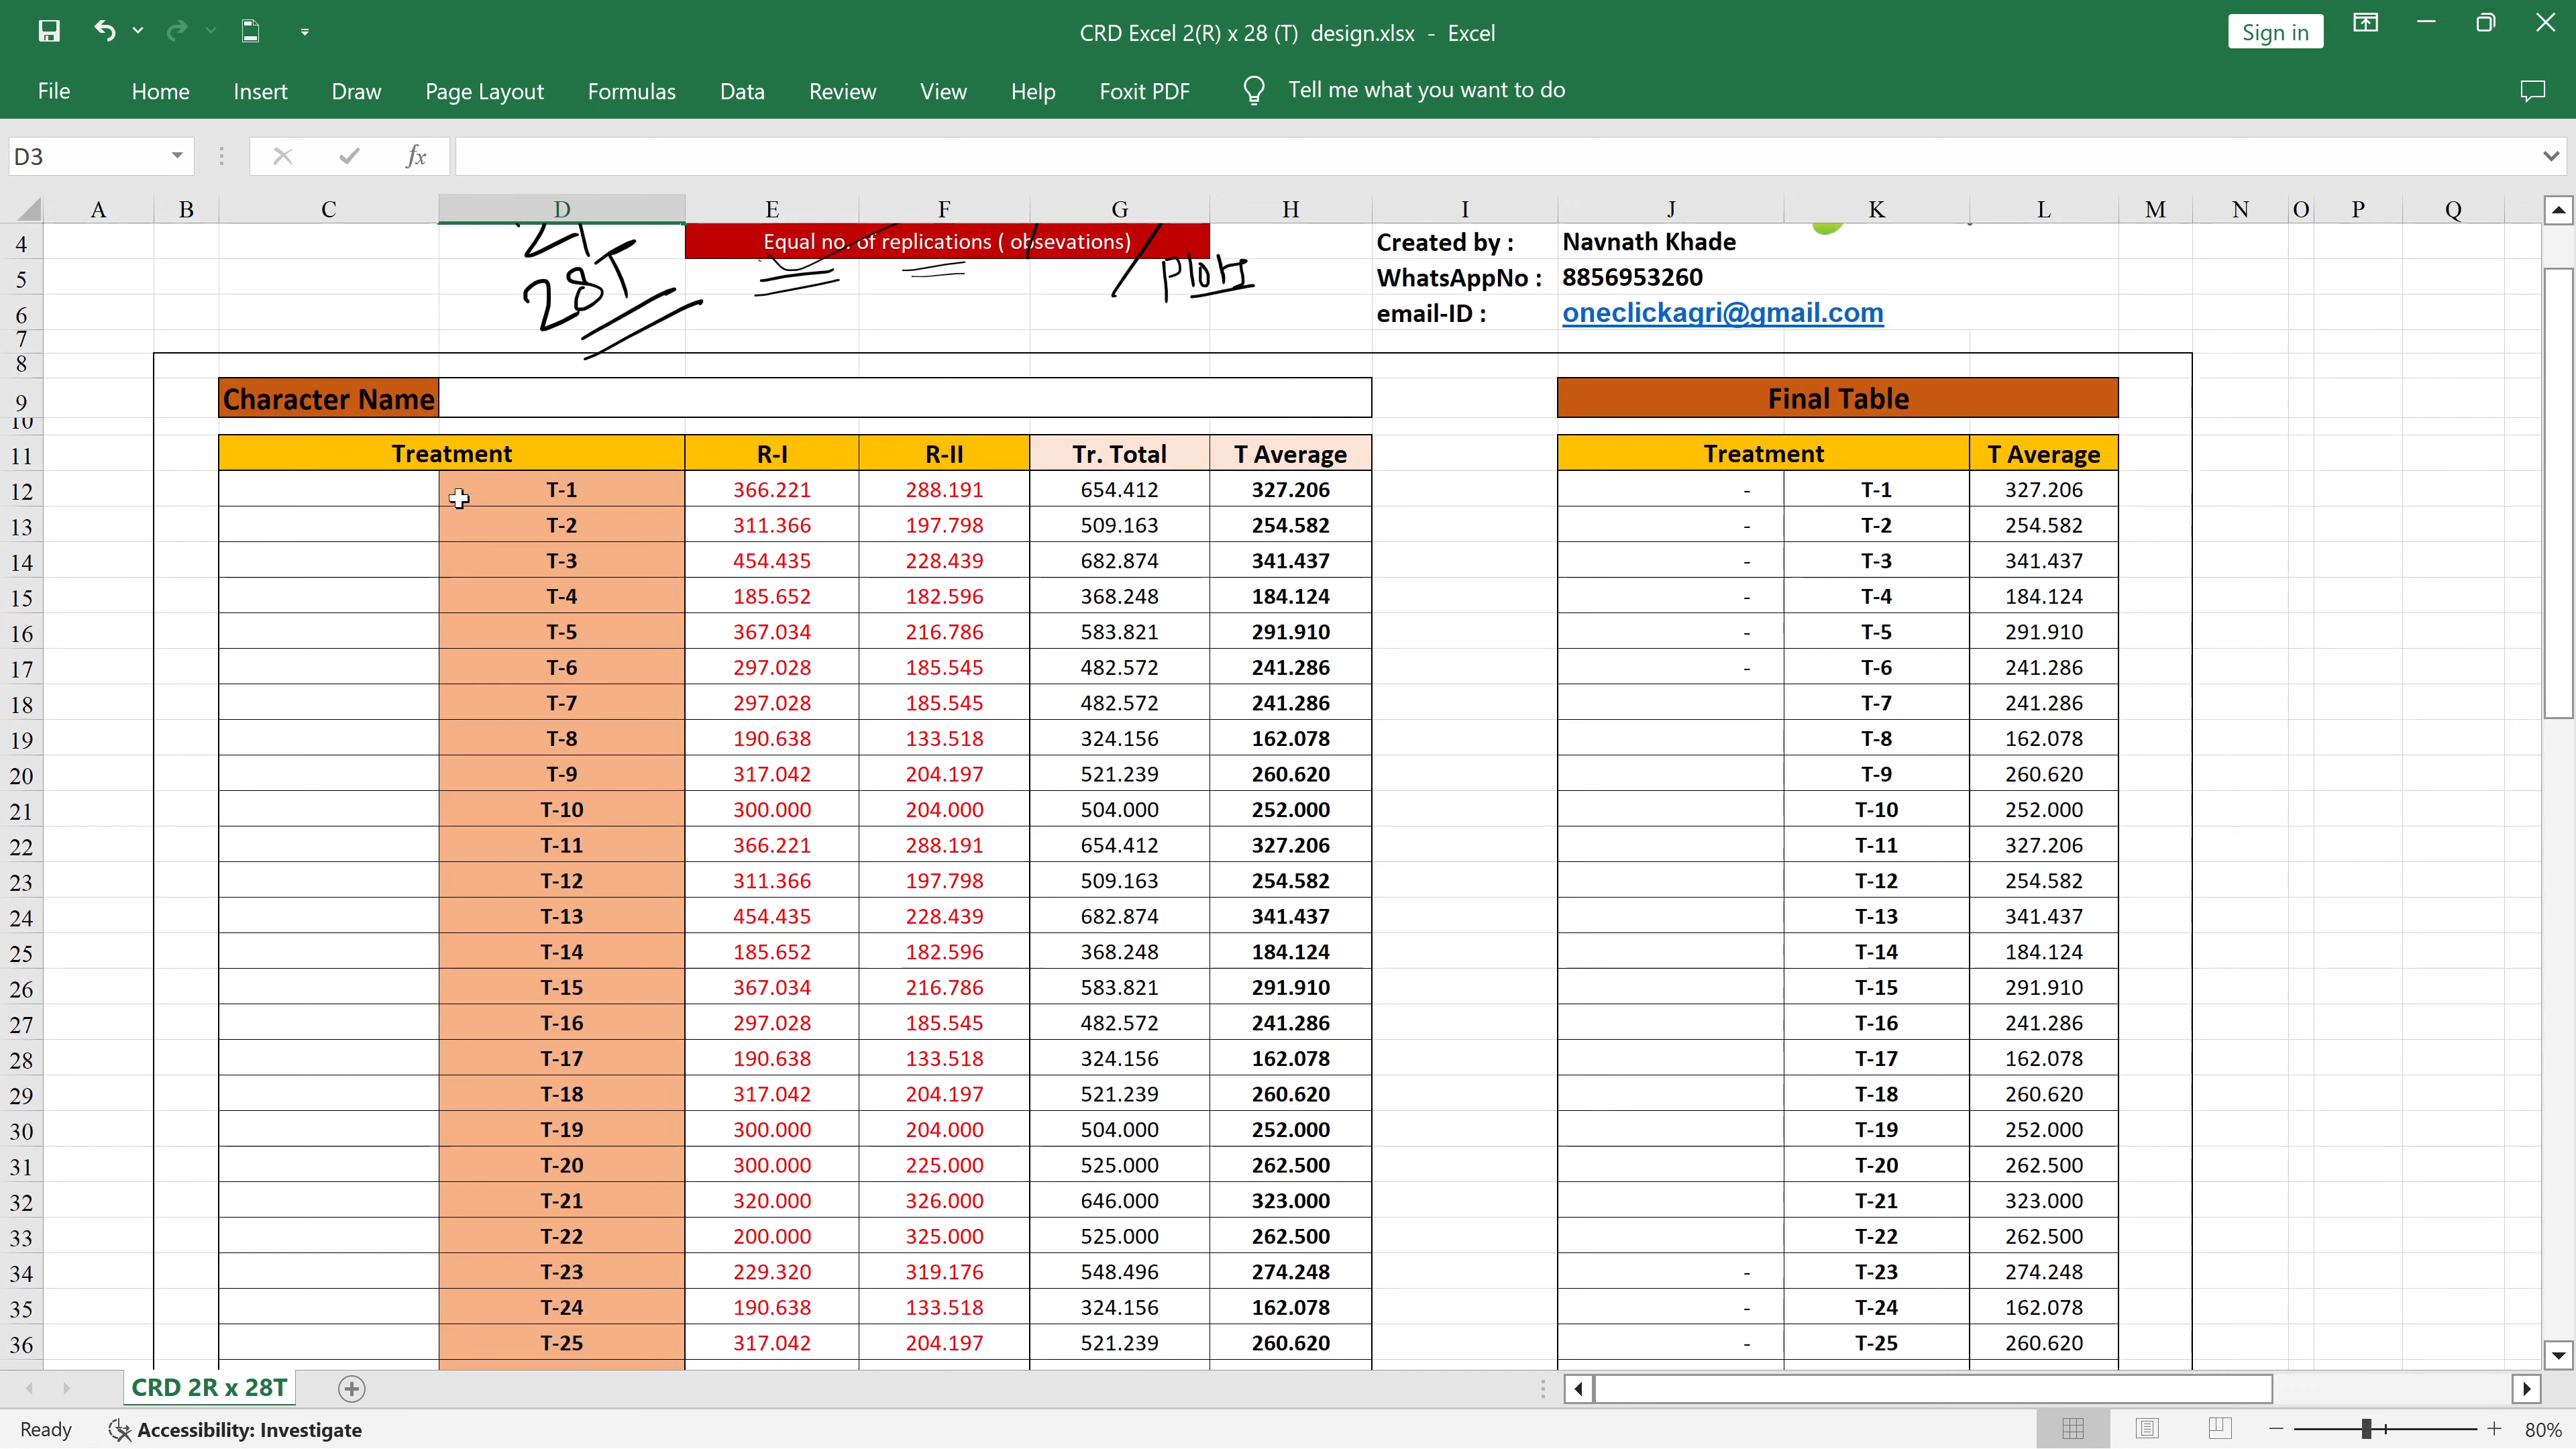 CRD Excel 2(R) x 28 (T) design.xlsx - Excel
Sign in
File Home Insert Draw Page Layout Formulas Data Review View Help Foxit PDF Tell me what you want to do
D3 fx
A B C D E F G H I J K L M N O P Q
4 Equal no. of replications ( obsevations) Created by : Navnath Khade
28T Plots
5 WhatsAppNo : 8856953260
6 email-ID : oneclickagri@gmail.com
7
8
9 Character Name Final Table
10
11 Treatment R-I R-II Tr. Total T Average Treatment T Average
12 T-1 366.221 288.191 654.412 327.206 - T-1 327.206
13 T-2 311.366 197.798 509.163 254.582 - T-2 254.582
14 T-3 454.435 228.439 682.874 341.437 - T-3 341.437
15 T-4 185.652 182.596 368.248 184.124 - T-4 184.124
16 T-5 367.034 216.786 583.821 291.910 - T-5 291.910
17 T-6 297.028 185.545 482.572 241.286 - T-6 241.286
18 T-7 297.028 185.545 482.572 241.286 T-7 241.286
19 T-8 190.638 133.518 324.156 162.078 T-8 162.078
20 T-9 317.042 204.197 521.239 260.620 T-9 260.620
21 T-10 300.000 204.000 504.000 252.000 T-10 252.000
22 T-11 366.221 288.191 654.412 327.206 T-11 327.206
23 T-12 311.366 197.798 509.163 254.582 T-12 254.582
24 T-13 454.435 228.439 682.874 341.437 T-13 341.437
25 T-14 185.652 182.596 368.248 184.124 T-14 184.124
26 T-15 367.034 216.786 583.821 291.910 T-15 291.910
27 T-16 297.028 185.545 482.572 241.286 T-16 241.286
28 T-17 190.638 133.518 324.156 162.078 T-17 162.078
29 T-18 317.042 204.197 521.239 260.620 T-18 260.620
30 T-19 300.000 204.000 504.000 252.000 T-19 252.000
31 T-20 300.000 225.000 525.000 262.500 T-20 262.500
32 T-21 320.000 326.000 646.000 323.000 T-21 323.000
33 T-22 200.000 325.000 525.000 262.500 T-22 262.500
34 T-23 229.320 319.176 548.496 274.248 - T-23 274.248
35 T-24 190.638 133.518 324.156 162.078 - T-24 162.078
36 T-25 317.042 204.197 521.239 260.620 - T-25 260.620
CRD 2R x 28T
Ready Accessibility: Investigate 80%